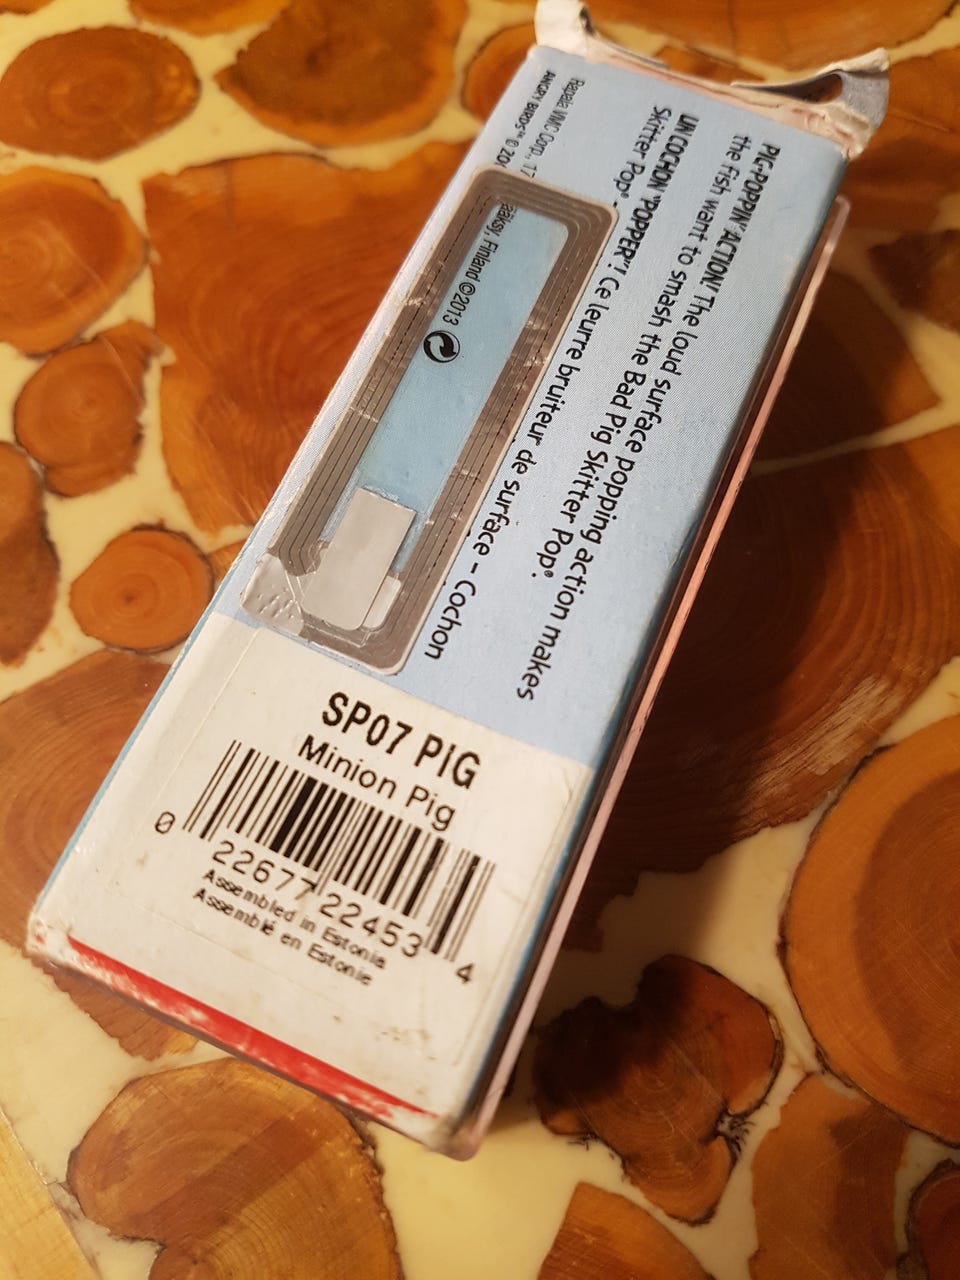 PIG-POPPIN' ACTION! The loud surface popping action makes
the fish want to smash the Bad Pig Skitter Pop®.
UN COCHON 'POPPER'! Ce leurre bruiteur de surface - Cochon
Skitter Pop®
Rapala VMC Corp., 17
ANGRY BIRDS™ © 20
Finland ©2013
SP07 PIG
Minion Pig
0 22677 22453 4
Assembled in Estonia
Assemblé en Estonie